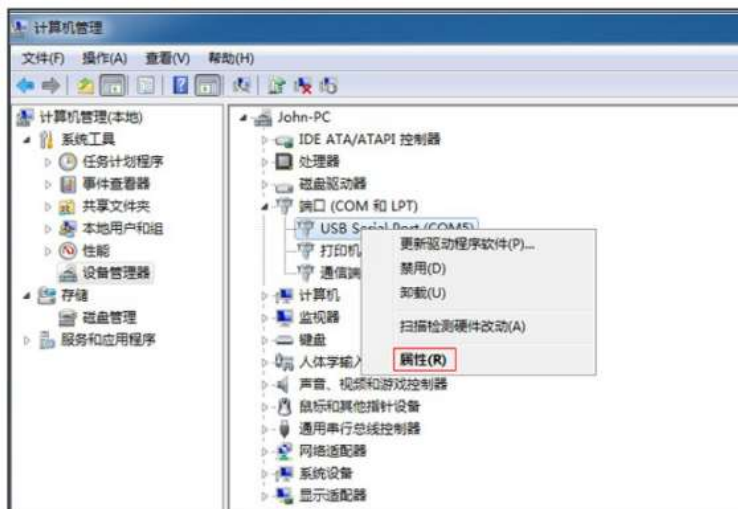 计算机管理
文件(F) 操作(A) 查看(V) 帮助(H)
计算机管理(本地)
系统工具
任务计划程序
事件查看器
共享文件夹
本地用户和组
性能
设备管理器
存储
磁盘管理
服务和应用程序
John-PC
IDE ATA/ATAPI 控制器
处理器
磁盘驱动器
端口 (COM 和 LPT)
USB Serial Port (COM5)
打印机
通信端
计算机
监视器
键盘
人体学输入
声音、视频和游戏控制器
鼠标和其他指针设备
通用串行总线控制器
网络适配器
系统设备
显示适配器
更新驱动程序软件(P)...
禁用(D)
卸载(U)
扫描检测硬件改动(A)
属性(R)